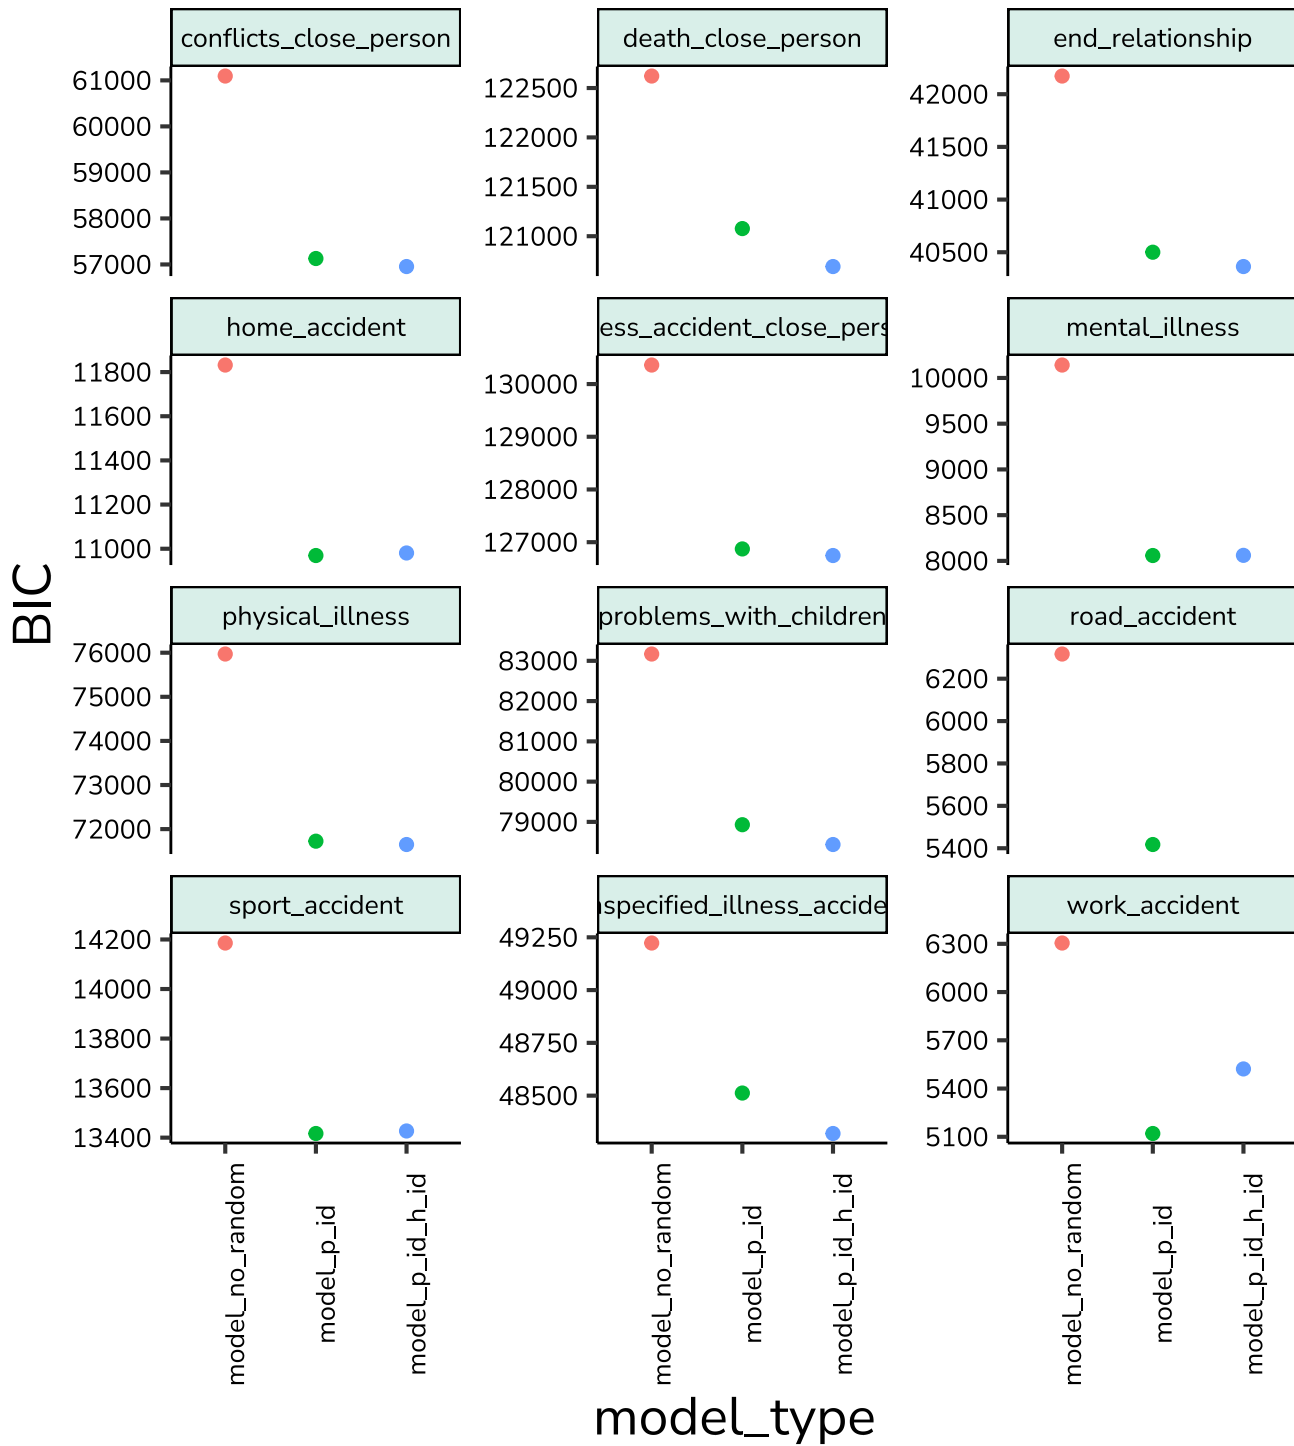 conflicts_close_person
death_close_person
end_relationship
61000
60000
59000
58000
57000
122500
122000
121500
121000
42000
41500
41000
40500
home_accident
ess_accident_close_pers
mental_illness
11800
11600
11400
11200
11000
130000
129000
128000
127000
10000
9500
9000
8500
8000
BIC
physical_illness
problems_with_children
road_accident
76000
75000
74000
73000
72000
83000
82000
81000
80000
79000
6200
6000
5800
5600
5400
sport_accident
nspecified_illness_accide
work_accident
14200
14000
13800
13600
13400
49250
49000
48750
48500
6300
6000
5700
5400
5100
model_no_random
model_p_id
model_p_id_h_id
model_no_random
model_p_id
model_p_id_h_id
model_no_random
model_p_id
model_p_id_h_id
model_type